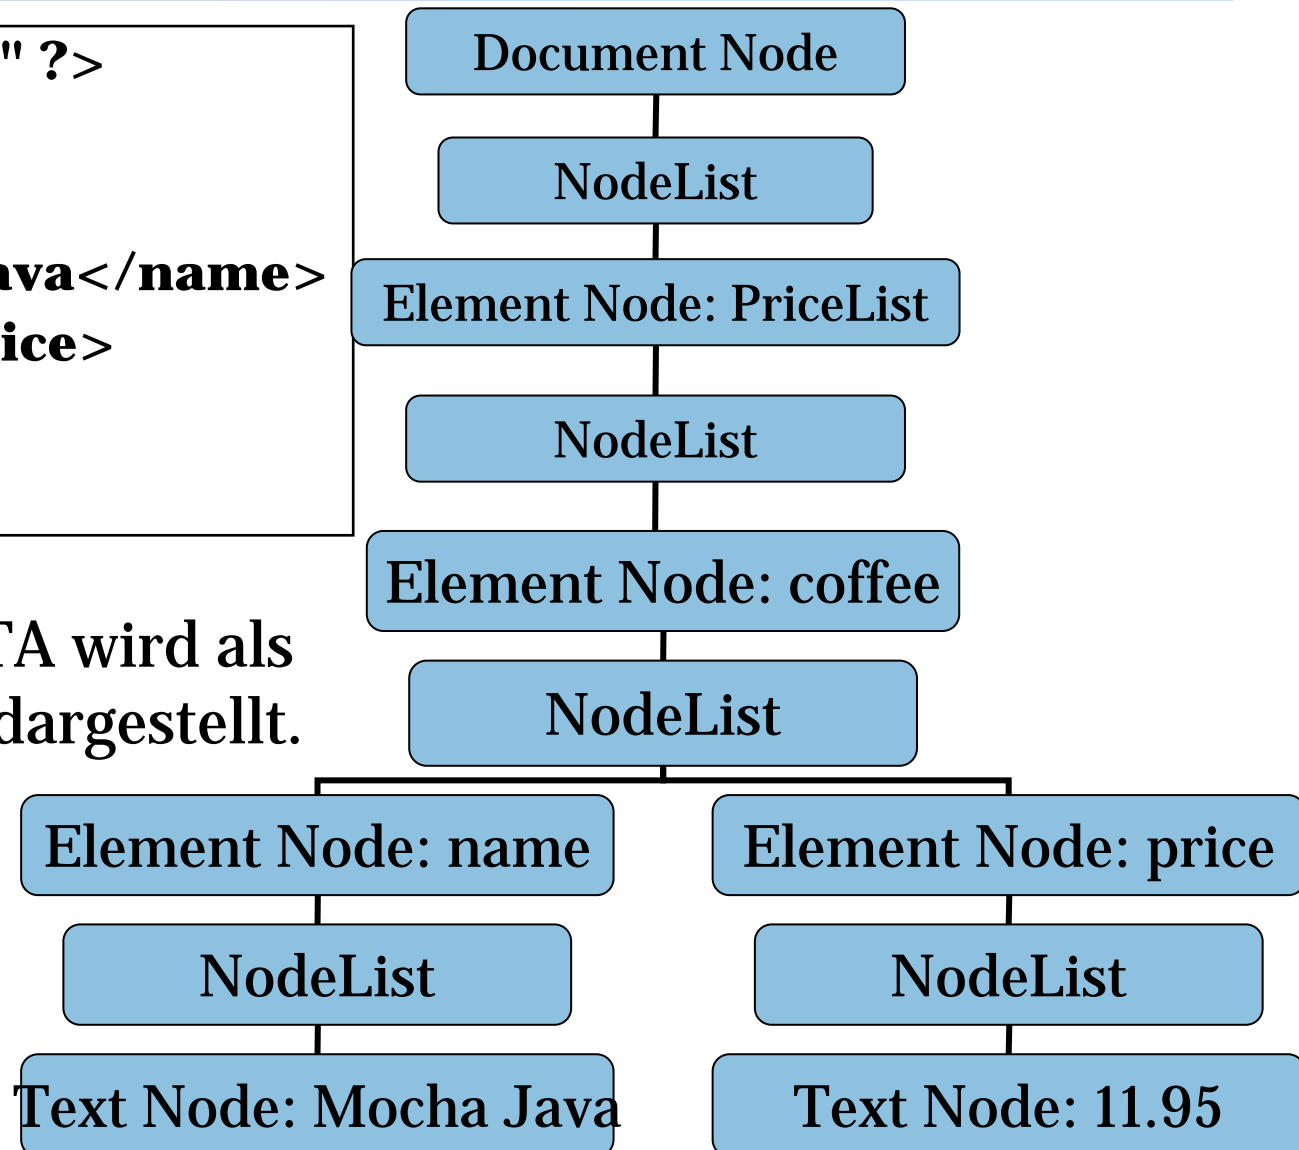 " ?>
ava</name>
ice>
TA wird als
dargestellt.
Document Node
NodeList
Element Node: PriceList
NodeList
Element Node: coffee
NodeList
Element Node: name
Element Node: price
NodeList
NodeList
Text Node: Mocha Java
Text Node: 11.95